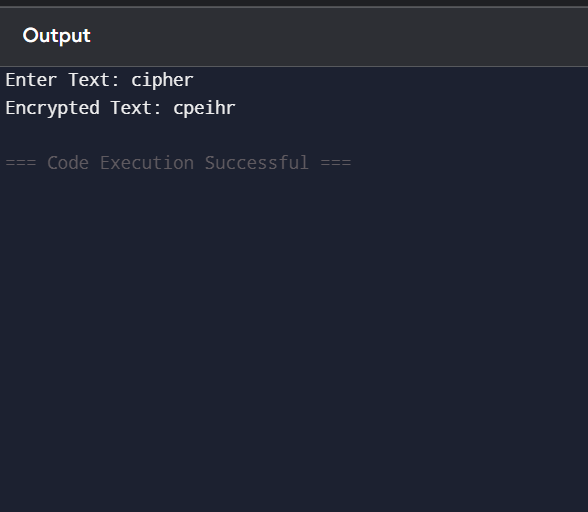 Output
Enter Text: cipher
Encrypted Text: cpeihr
=== Code Execution Successful ===